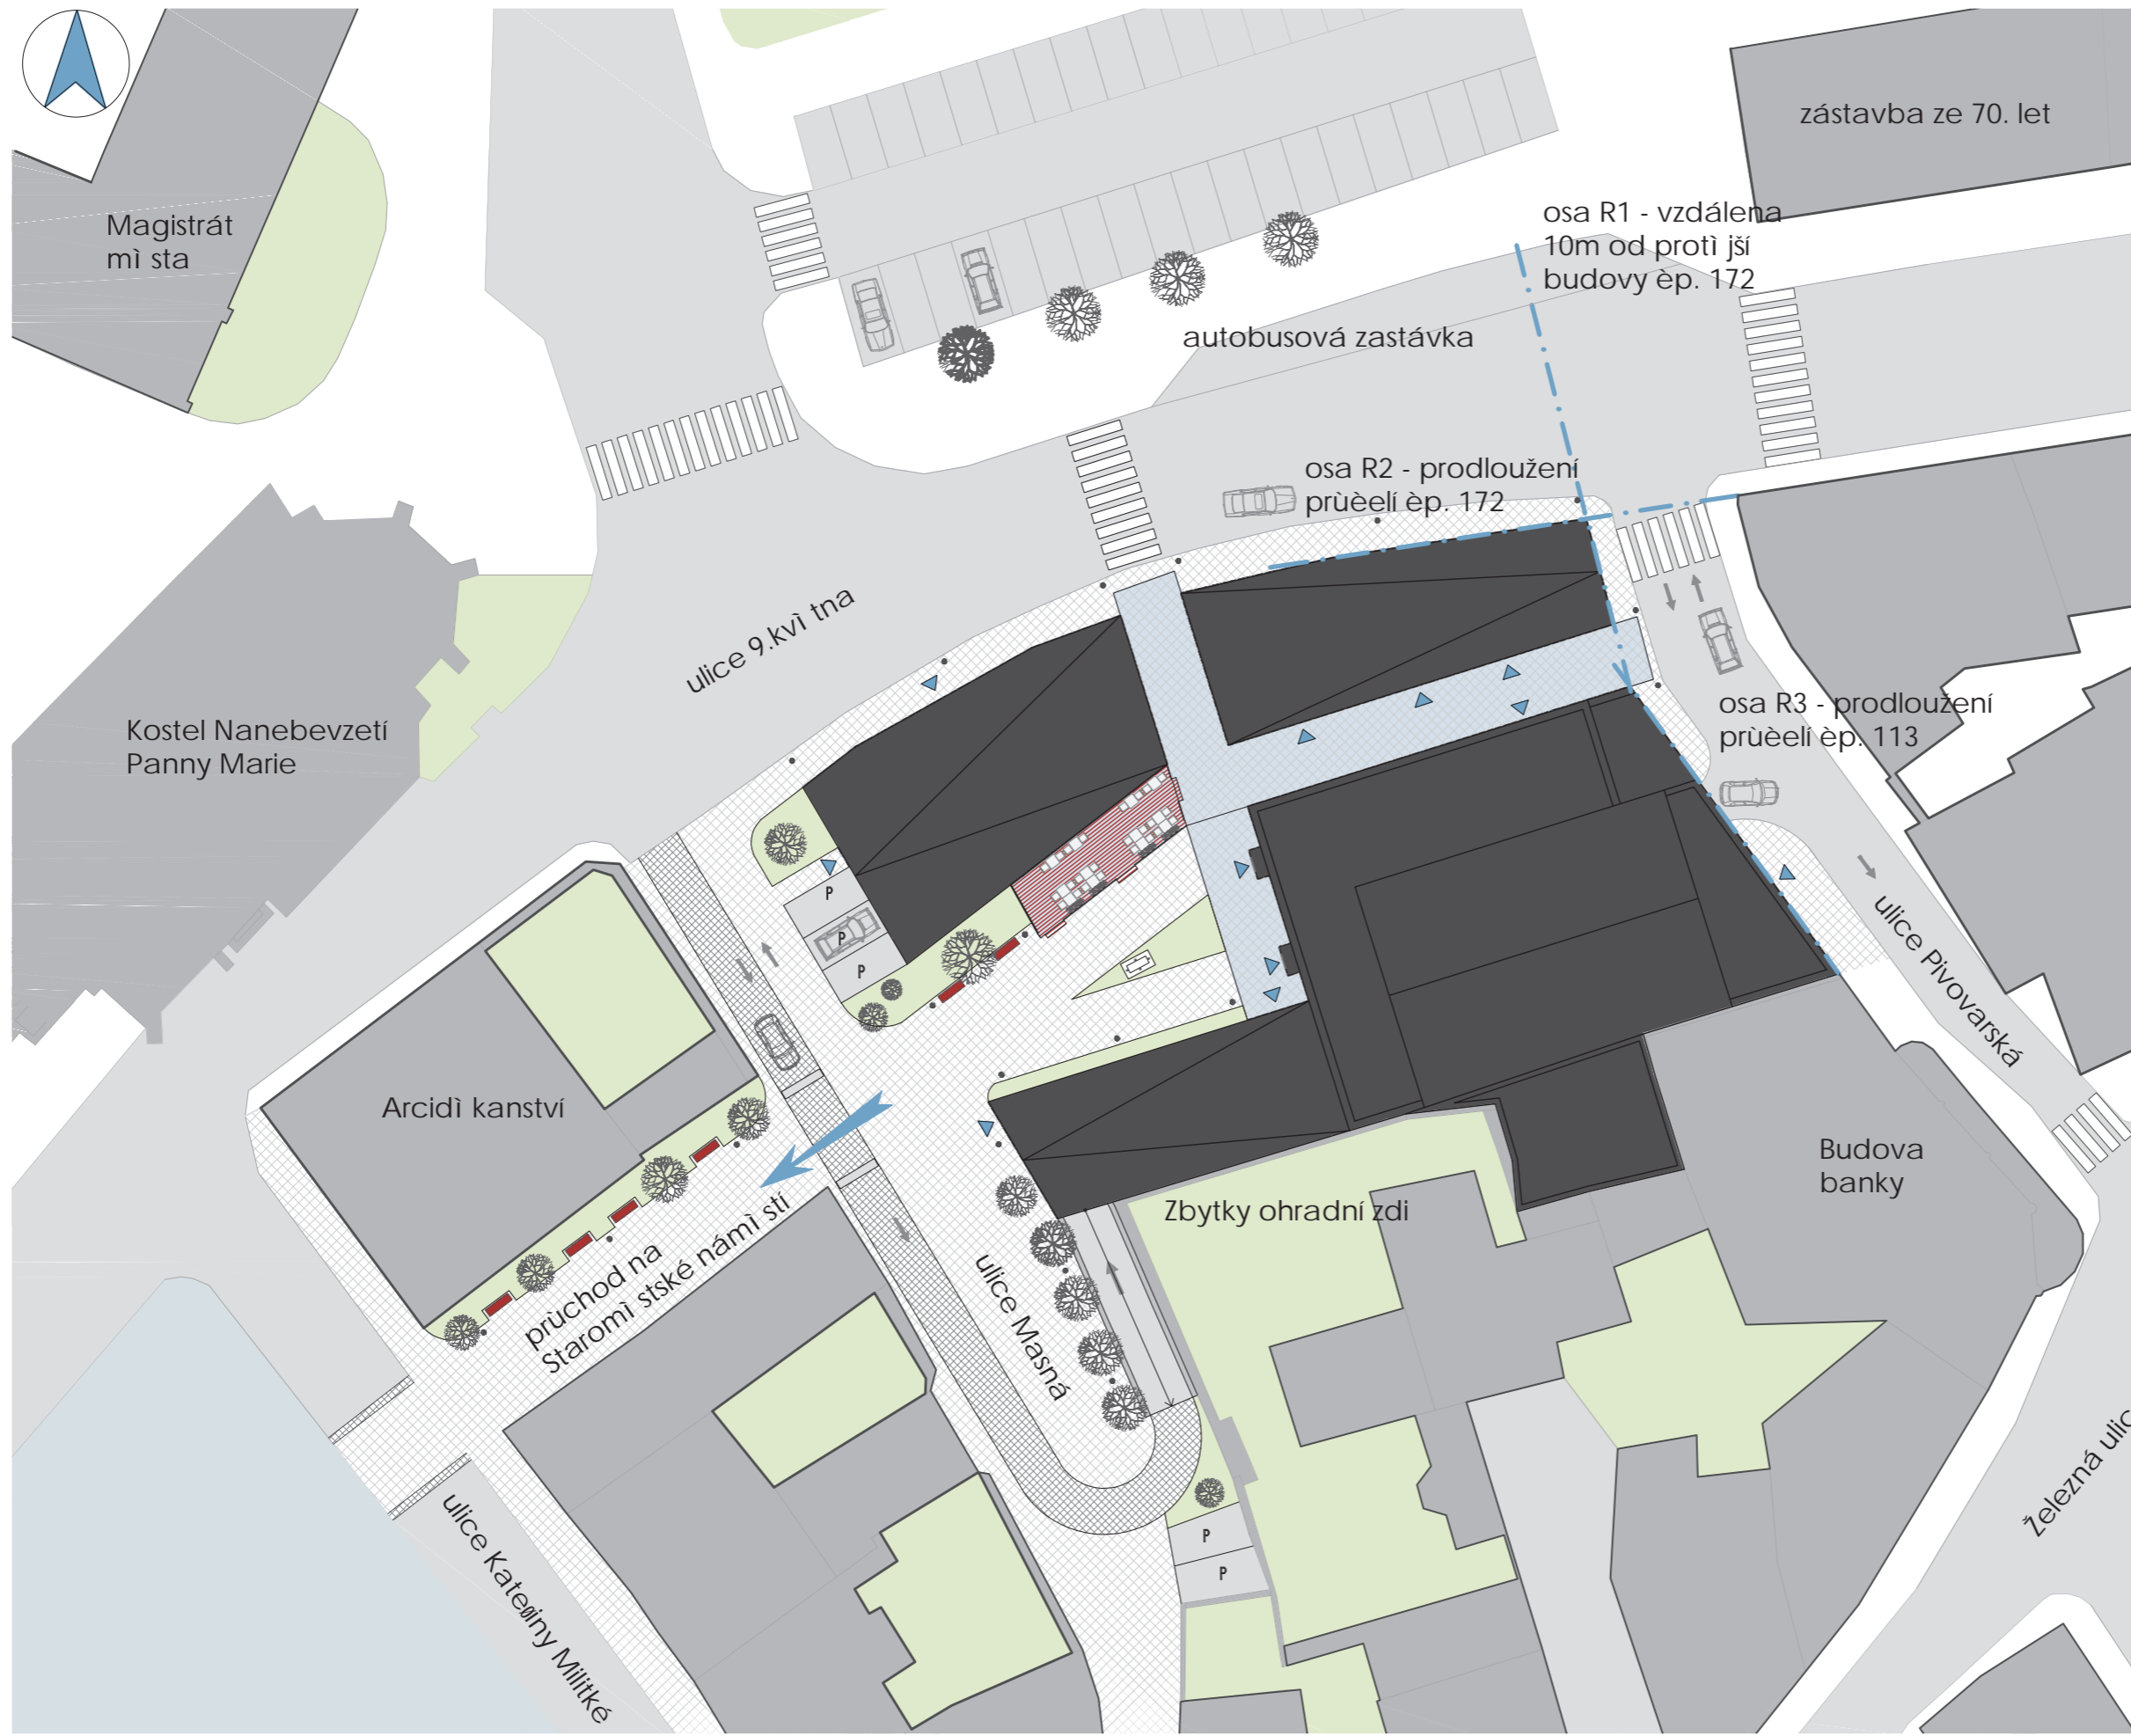 zástavba ze 70. let
Magistrát
mì sta
osa R1 - vzdálena
10m od protì jší
budovy èp. 172
autobusová zastávka
osa R2 - prodloužení
prùèelí èp. 172
ulice 9.kvì tna
osa R3 - prodloužení
prùèelí èp. 113
Kostel Nanebevzetí
Panny Marie
P
P
P
ulice Pivovarská
Arcidì kanství
Budova
banky
Zbytky ohradní zdi
prùchod na
Staromì stské námì stí
ulice Masná
P
P
ulice Kateøiny Militké
Železná ulic